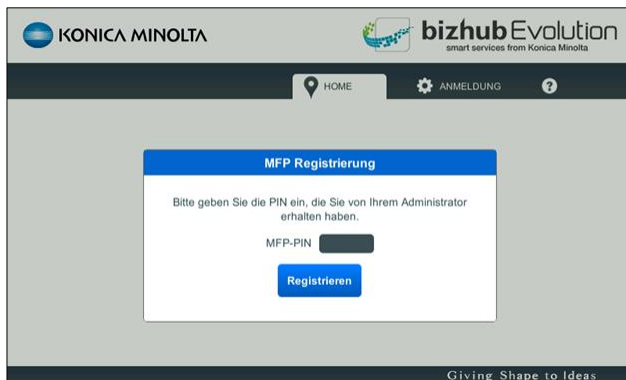 KONICA MINOLTA
bizhub Evolution
smart services from Konica Minolta
HOME
ANMELDUNG
?
MFP Registrierung
Bitte geben Sie die PIN ein, die Sie von Ihrem Administrator
erhalten haben.
MFP-PIN
Registrieren
Giving Shape to Ideas